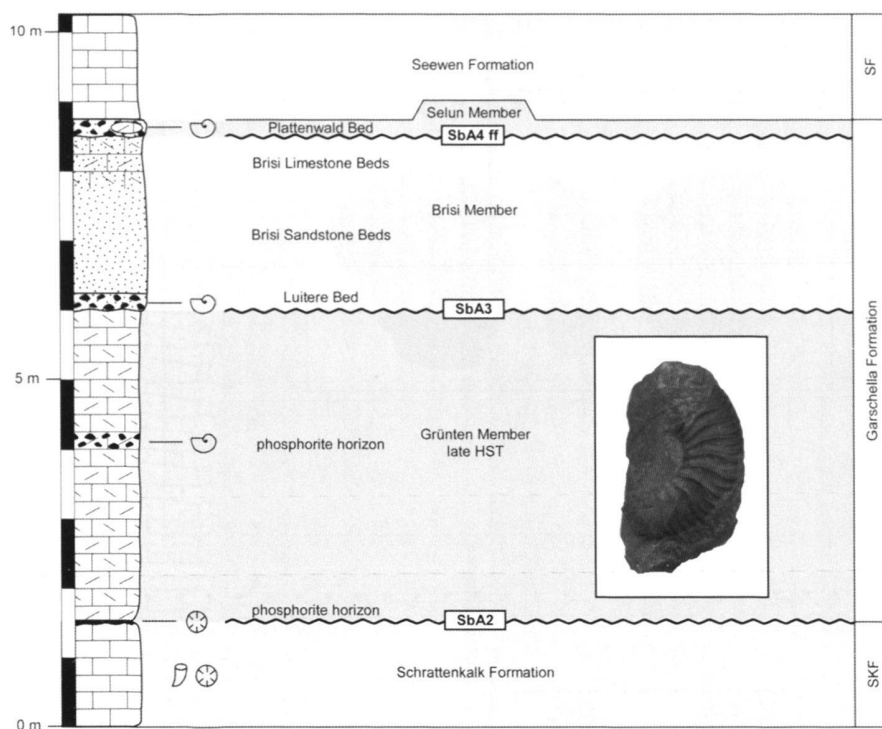 10 m
Seewen Formation
SF
Selun Member
Plattenwald Bed
SbA4 ff
Brisi Limestone Beds
Brisi Member
Brisi Sandstone Beds
Luitere Bed
SbA3
Garschella Formation
5 m
phosphorite horizon
Grünten Member
late HST
phosphorite horizon
SbA2
Schrattenkalk Formation
SKF
0 m